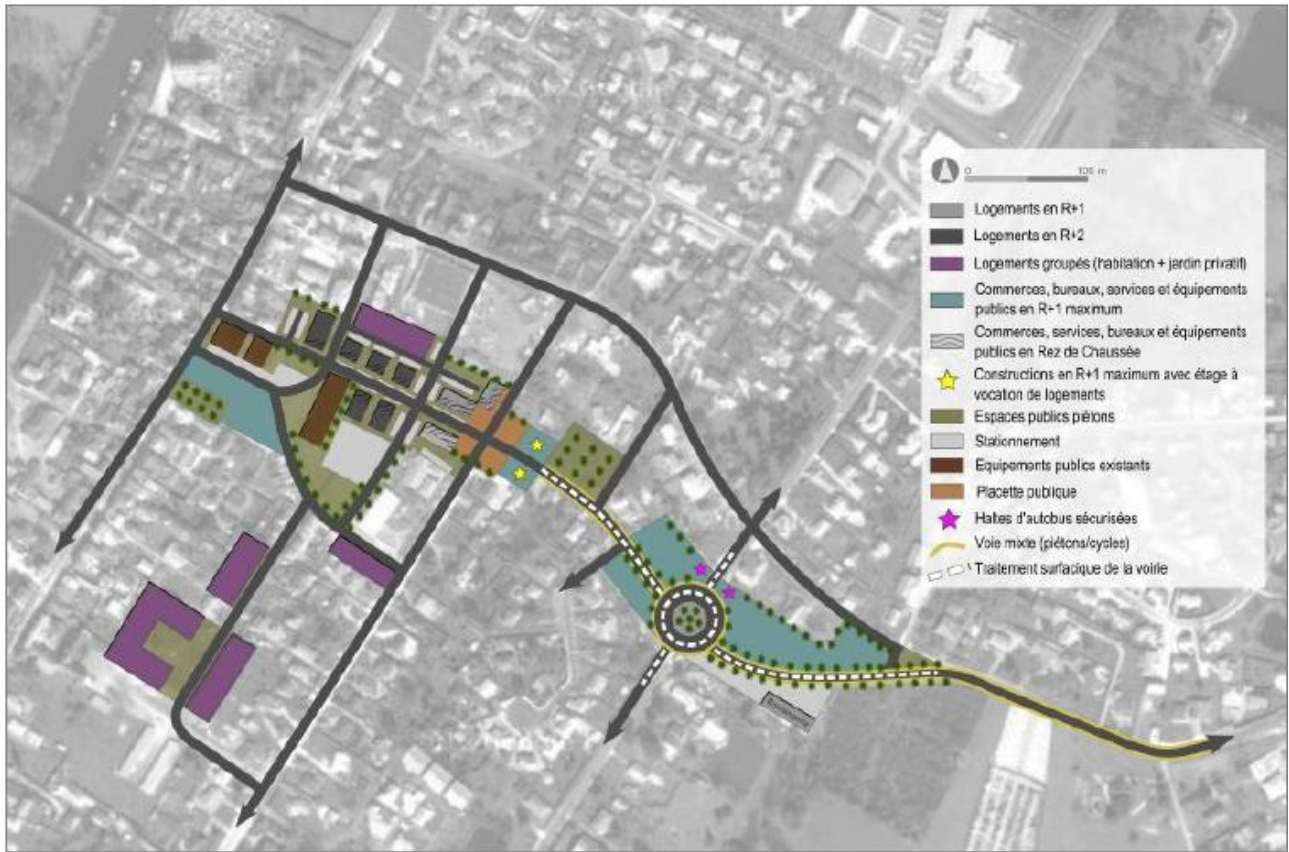 0 100 m
Logements en R+1
Logements en R+2
Logements groupés (habitation + jardin privatif)
Commerces, bureaux, services et équipements
publics en R+1 maximum
Commerces, services, bureaux et équipements
publics en Rez de Chaussée
Constructions en R+1 maximum avec étage à
vocation de logements
Espaces publics piétons
Stationnement
Equipements publics existants
Placette publique
Haltes d'autobus sécurisées
Voie mixte (piétons/cycles)
Traitement surfacique de la voirie